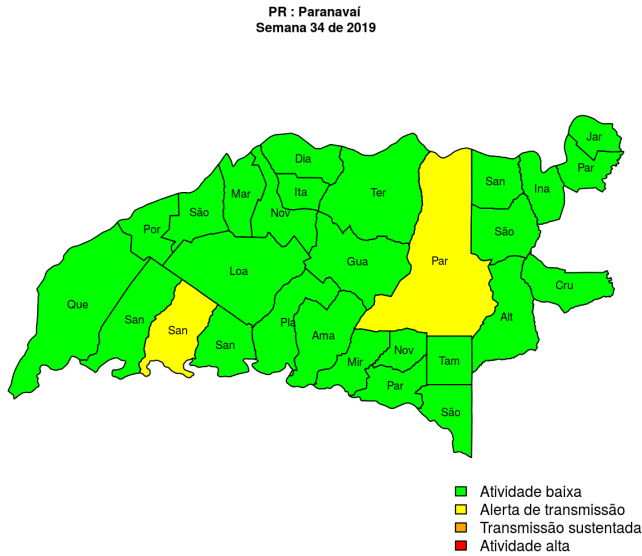 PR : Paranavaí
Semana 34 de 2019
Jar
Dia
Par
Ita
Mar
Ter
San
Ina
São
Nov
Por
São
Par
Gua
Loa
Cru
Que
San
San
Alt
Pla
Ama
San
Nov
Mir
Tam
Par
São
Atividade baixa
Alerta de transmissão
Transmissão sustentada
Atividade alta